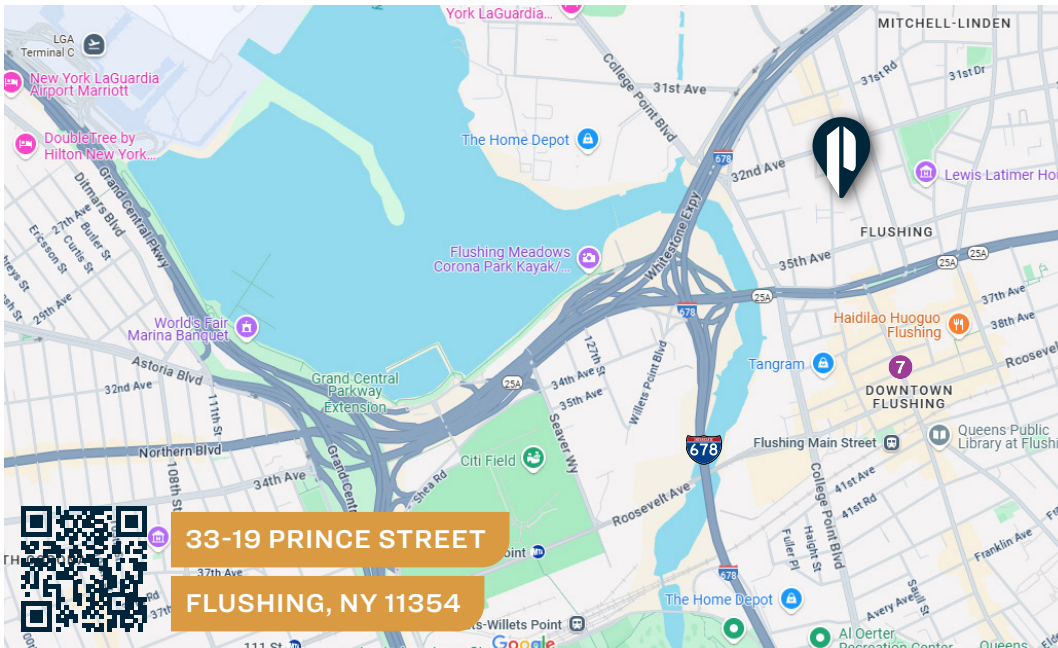 LGA
Terminal C
New York LaGuardia
Airport Marriott
DoubleTree by
Hilton New York...
York LaGuardia...
MITCHELL-LINDEN
31st Rd
31st Dr
31st Ave
College Point Blvd
The Home Depot
678
32nd Ave
Lewis Latimer Hou
FLUSHING
Ditmars Blvd
Grand Central Pkwy
27th Ave
Butler St
Curtis St
Ericsson St
29th Ave
Flushing Meadows
Corona Park Kayak/...
Whitestone Expy
35th Ave
25A
25A
25A
678
37th Ave
38th Ave
Haidilao Huoguo
Flushing
World's Fair
Marina Banquet
Astoria Blvd
32nd Ave
111th St
Grand Central
Parkway
Extension
25A
34th Ave
35th Ave
127th St
Willets Point Blvd
Tangram
7
DOWNTOWN
FLUSHING
Northern Blvd
108th St
34th Ave
Shea Rd
Citi Field
Seaver Wy
678
Flushing Main Street
Queens Public
Library at Flushi
Roosevelt Ave
41st Ave
41st Rd
College Point Blvd
Haight St
Fuller Pl
Franklin Ave
33-19 PRINCE STREET
FLUSHING, NY 11354
37th Ave
111 St
Google
678
The Home Depot
Avery Ave
Saull St
Al Oerter
Recreation Center
Queens